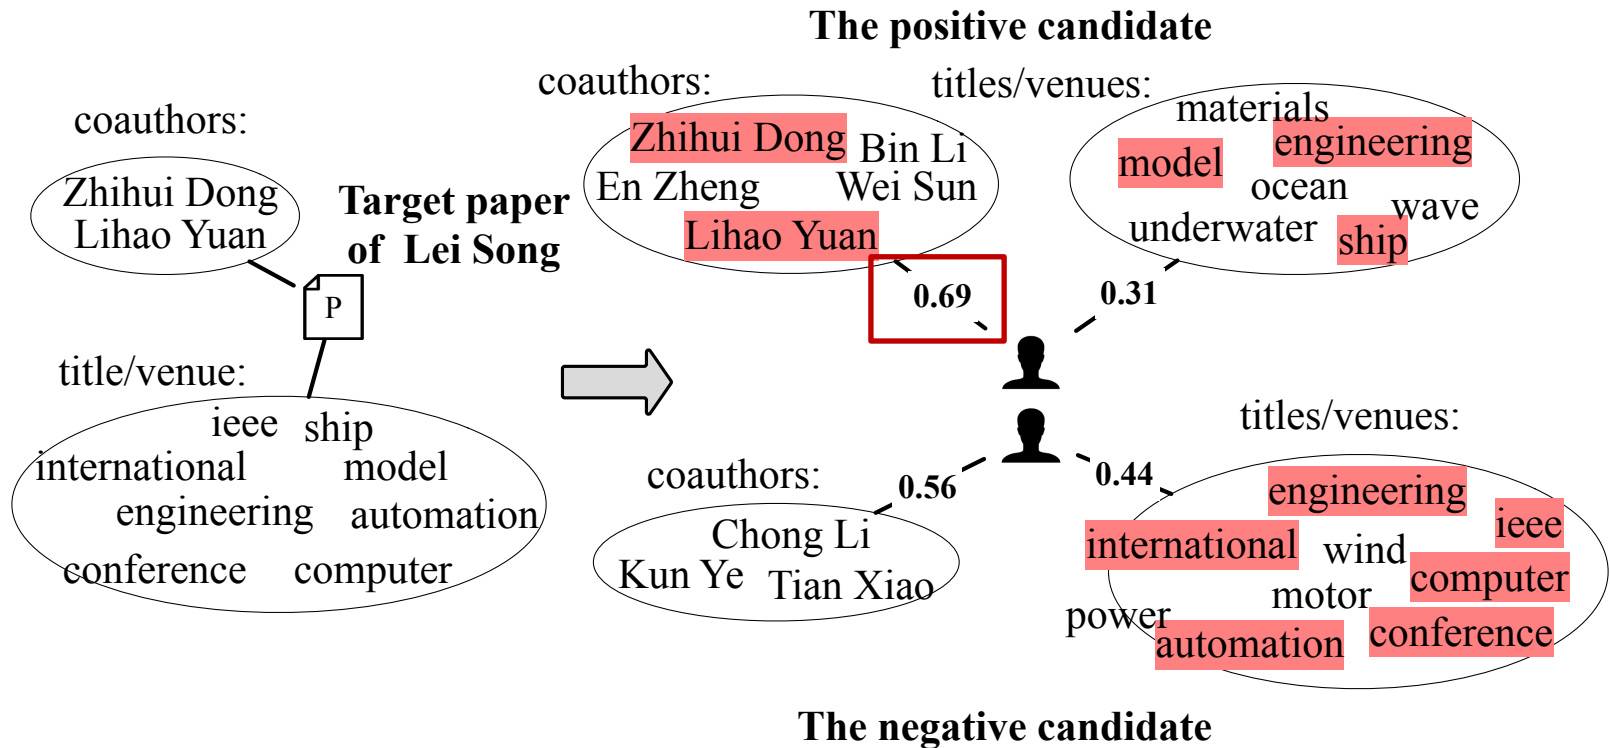 The positive candidate
coauthors:
Zhihui Dong
Lihao Yuan
Target paper
of Lei Song
P
title/venue:
ieee ship
international model
engineering automation
conference computer
coauthors:
Zhihui Dong Bin Li
En Zheng Wei Sun
Lihao Yuan
0.69
titles/venues:
materials
model engineering
ocean
underwater wave
ship
0.31
coauthors:
Chong Li
Kun Ye Tian Xiao
0.56
titles/venues:
engineering
ieee
international wind
computer
power motor
automation conference
0.44
The negative candidate